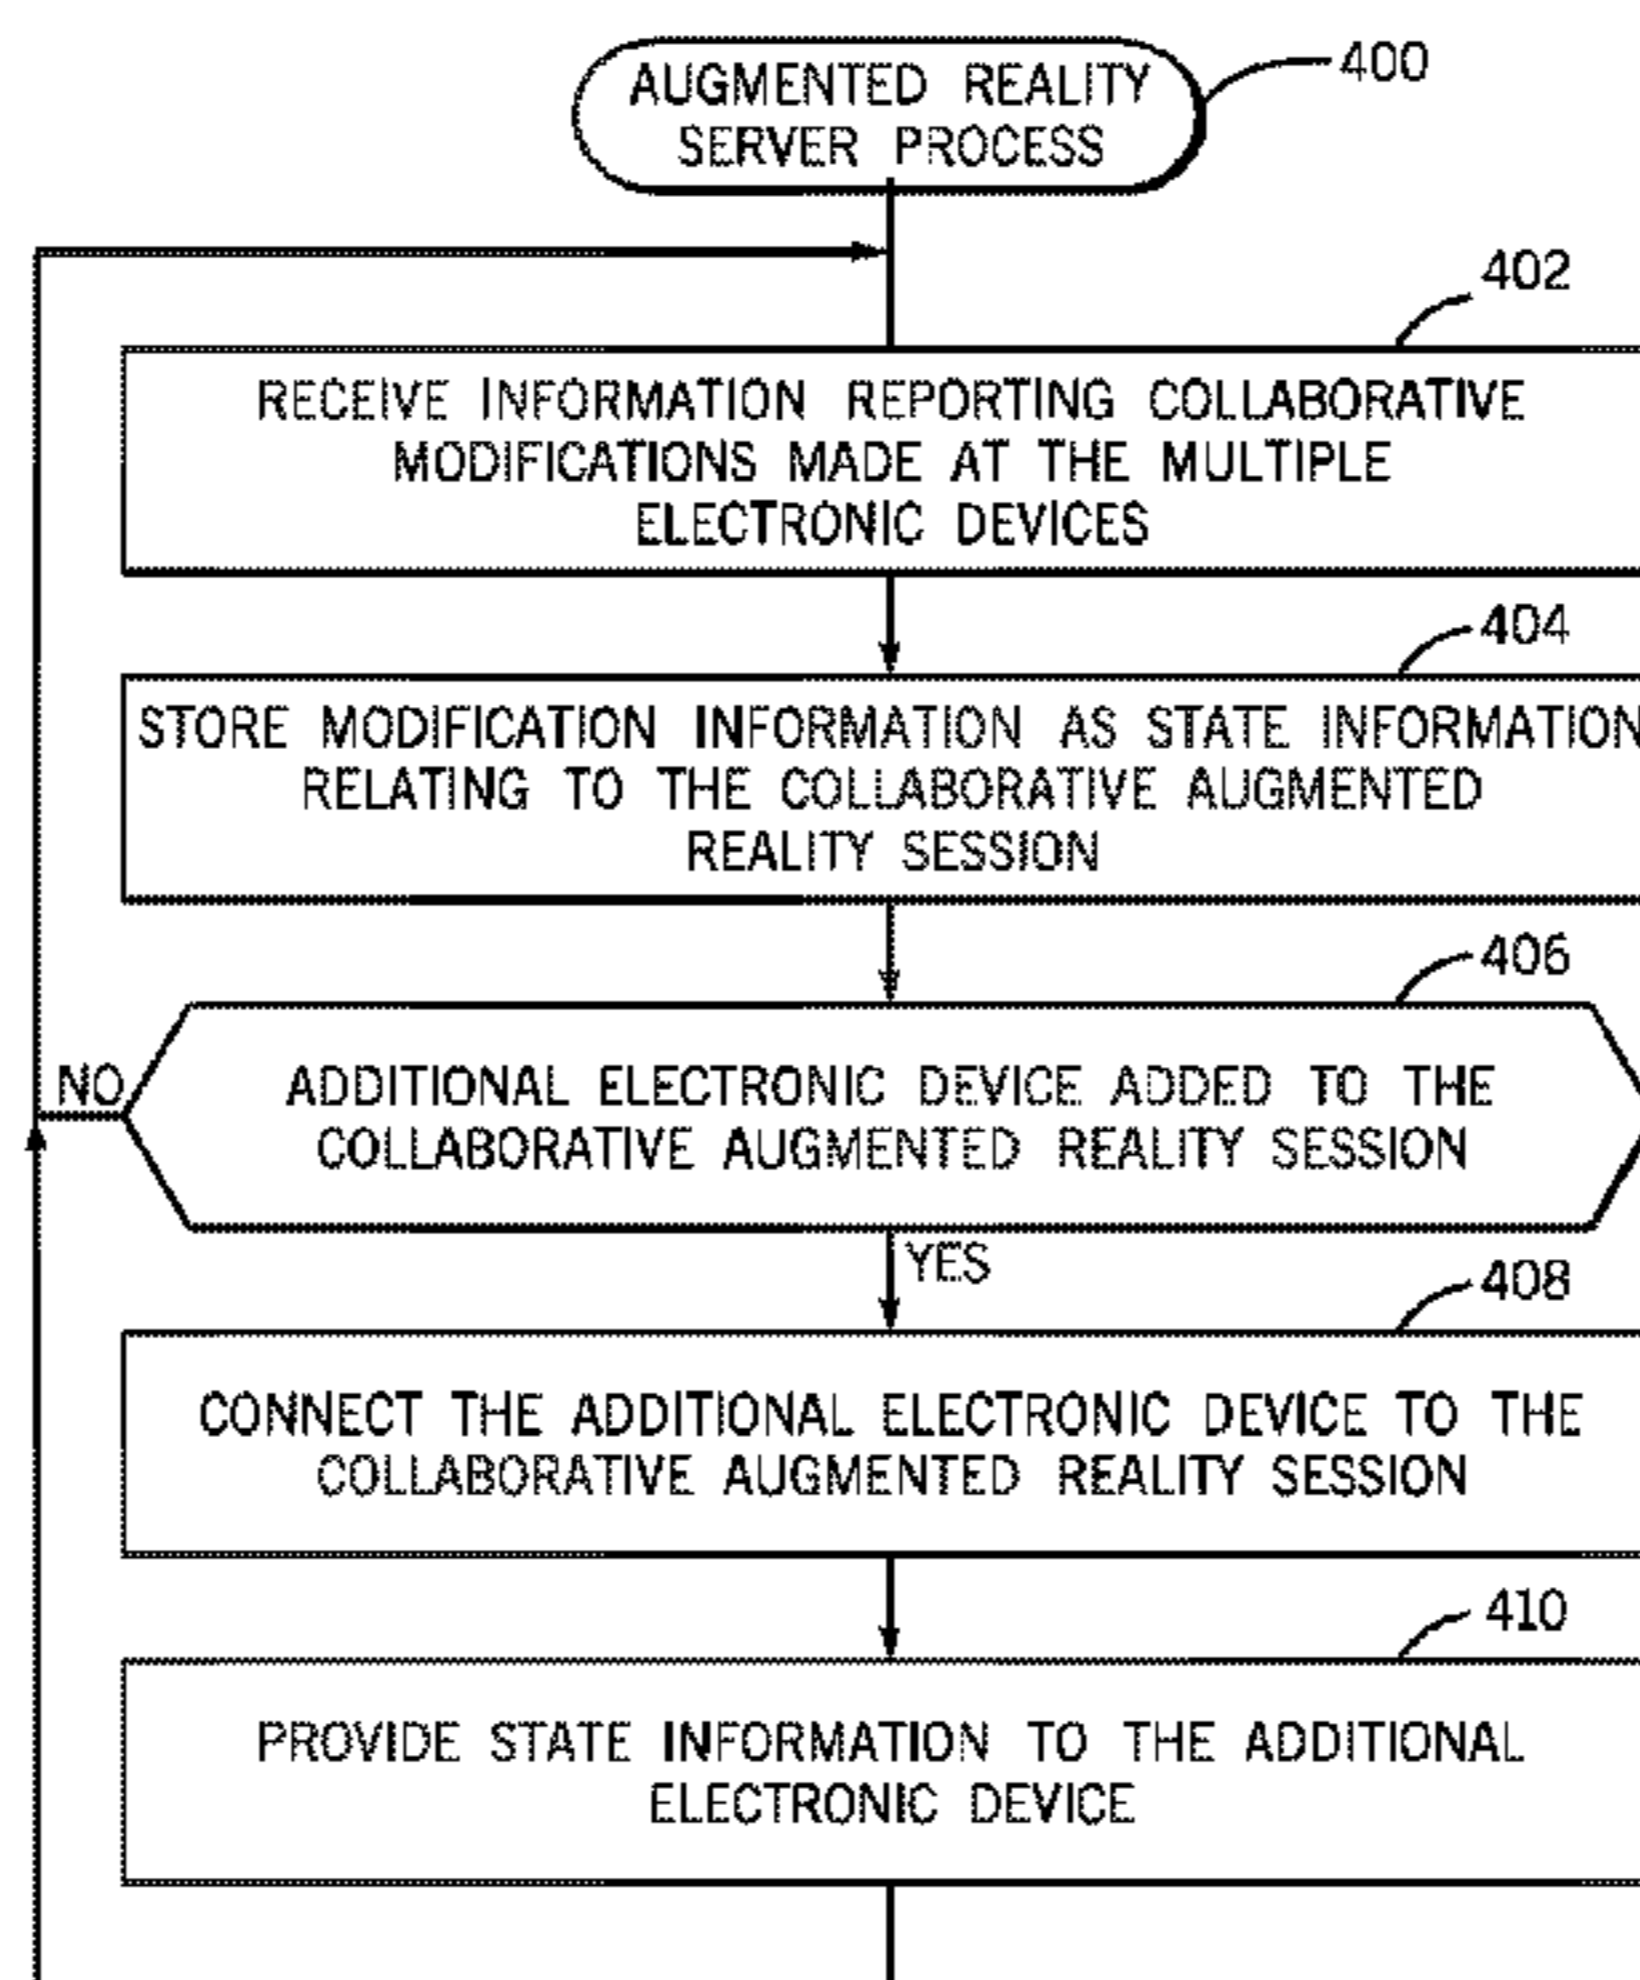 AUGMENTED REALITY
SERVER PROCESS
400
402
RECEIVE INFORMATION REPORTING COLLABORATIVE
MODIFICATIONS MADE AT THE MULTIPLE
ELECTRONIC DEVICES
404
STORE MODIFICATION INFORMATION AS STATE INFORMATION
RELATING TO THE COLLABORATIVE AUGMENTED
REALITY SESSION
406
NO
ADDITIONAL ELECTRONIC DEVICE ADDED TO THE
COLLABORATIVE AUGMENTED REALITY SESSION
YES
408
CONNECT THE ADDITIONAL ELECTRONIC DEVICE TO THE
COLLABORATIVE AUGMENTED REALITY SESSION
410
PROVIDE STATE INFORMATION TO THE ADDITIONAL
ELECTRONIC DEVICE